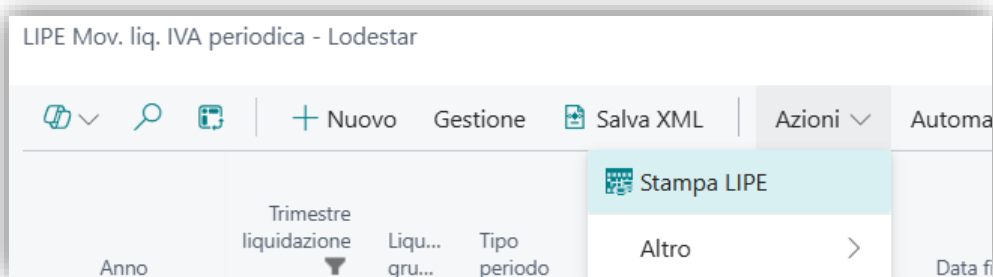 LIPE Mov. liq. IVA periodica - Lodestar
Nuovo Gestione Salva XML Azioni Automa
Stampa LIPE
Altro
Anno
Trimestre
liquidazione
Liqu...
gru...
Tipo
periodo
Data fi